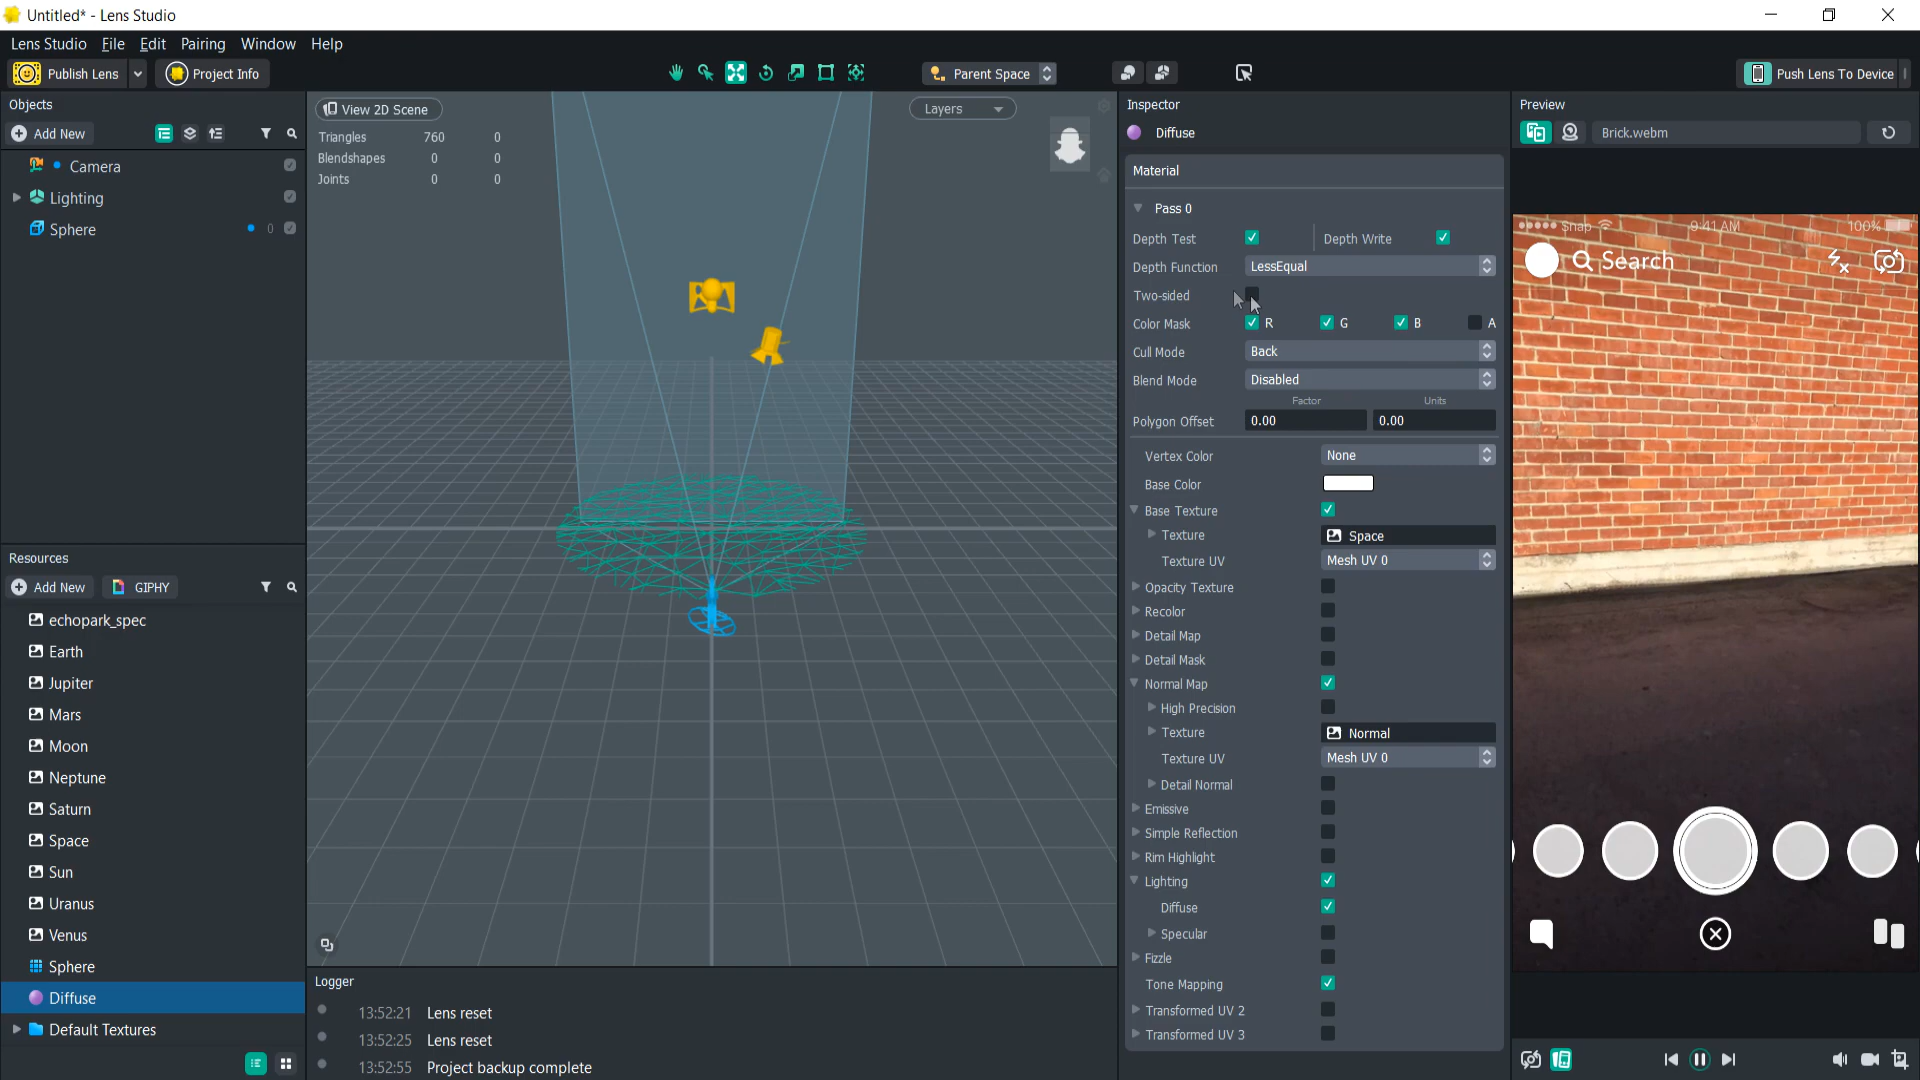 Untitled* - Lens Studio
Lens Studio File Edit Pairing Window Help
Publish Lens Project Info Parent Space Push Lens To Device
Objects
Add New
Camera
Lighting
Sphere 0
Resources
Add New GIPHY
echopark_spec
Earth
Jupiter
Mars
Moon
Neptune
Saturn
Space
Sun
Uranus
Venus
Sphere
Diffuse
Default Textures
View 2D Scene Layers
Triangles 760 0
Blendshapes 0 0
Joints 0 0
Logger
13:52:21 Lens reset
13:52:25 Lens reset
13:52:55 Project backup complete
Inspector
Diffuse
Material
Pass 0
Depth Test Depth Write
Depth Function LessEqual
Two-sided
Color Mask R G B A
Cull Mode Back
Blend Mode Disabled
Factor Units
Polygon Offset 0.00 0.00
Vertex Color None
Base Color
Base Texture
Texture Space
Texture UV Mesh UV 0
Opacity Texture
Recolor
Detail Map
Detail Mask
Normal Map
High Precision
Texture Normal
Texture UV Mesh UV 0
Detail Normal
Emissive
Simple Reflection
Rim Highlight
Lighting
Diffuse
Specular
Fizzle
Tone Mapping
Transformed UV 2
Transformed UV 3
Preview
Brick.webm
Snap 9:41 AM 100%
Search